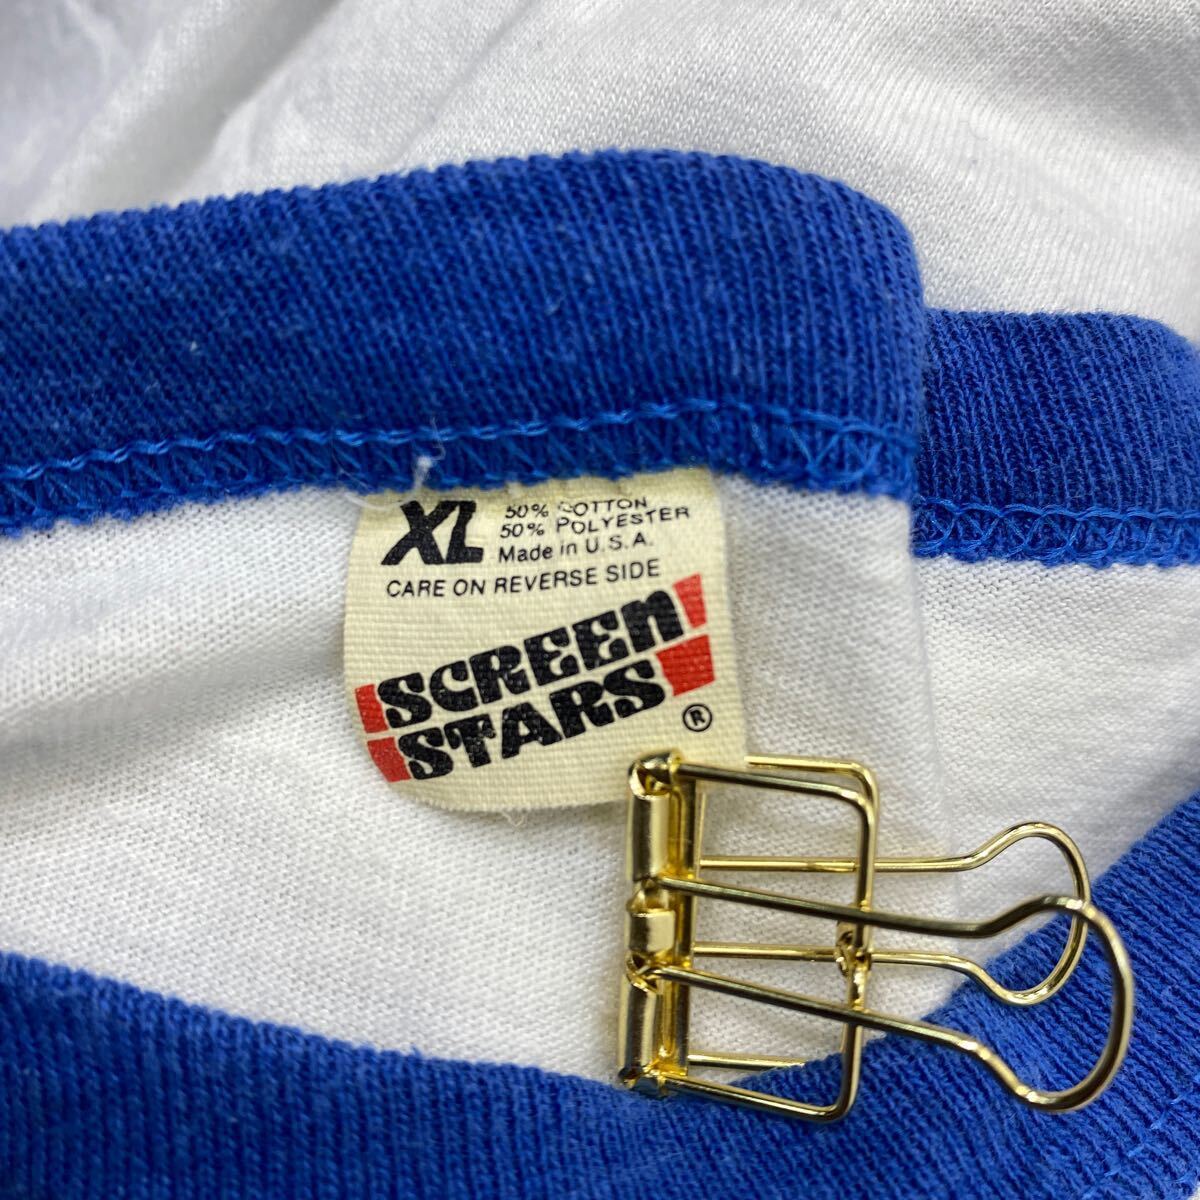 XL
50% COTTON
50% POLYESTER
Made in U.S.A.
CARE ON REVERSE SIDE
SCREEN
STARS ®